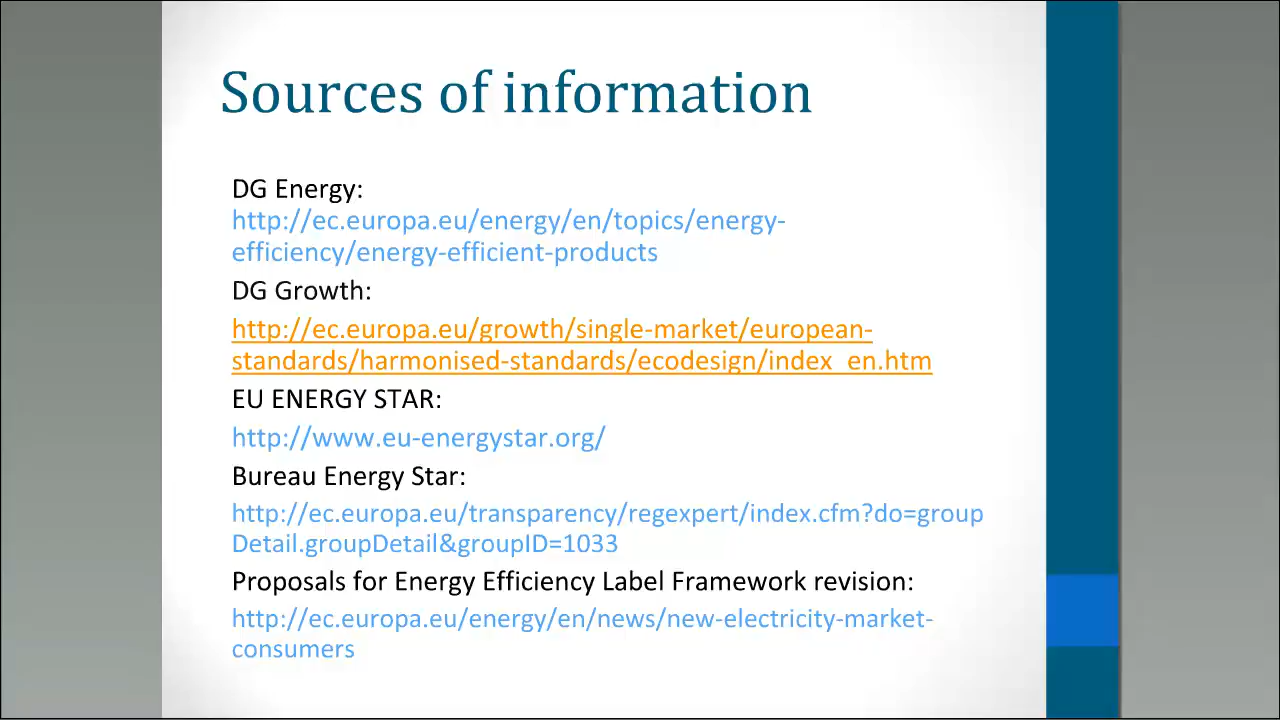 Sources of information
DG Energy:
http://ec.europa.eu/energy/en/topics/energy-
efficiency/energy-efficient-products
DG Growth:
http://ec.europa.eu/growth/single-market/european-
standards/harmonised-standards/ecodesign/index_en.htm
EU ENERGY STAR:
http://www.eu-energystar.org/
Bureau Energy Star:
http://ec.europa.eu/transparency/regexpert/index.cfm?do=group
Detail.groupDetail&groupID=1033
Proposals for Energy Efficiency Label Framework revision:
http://ec.europa.eu/energy/en/news/new-electricity-market-
consumers